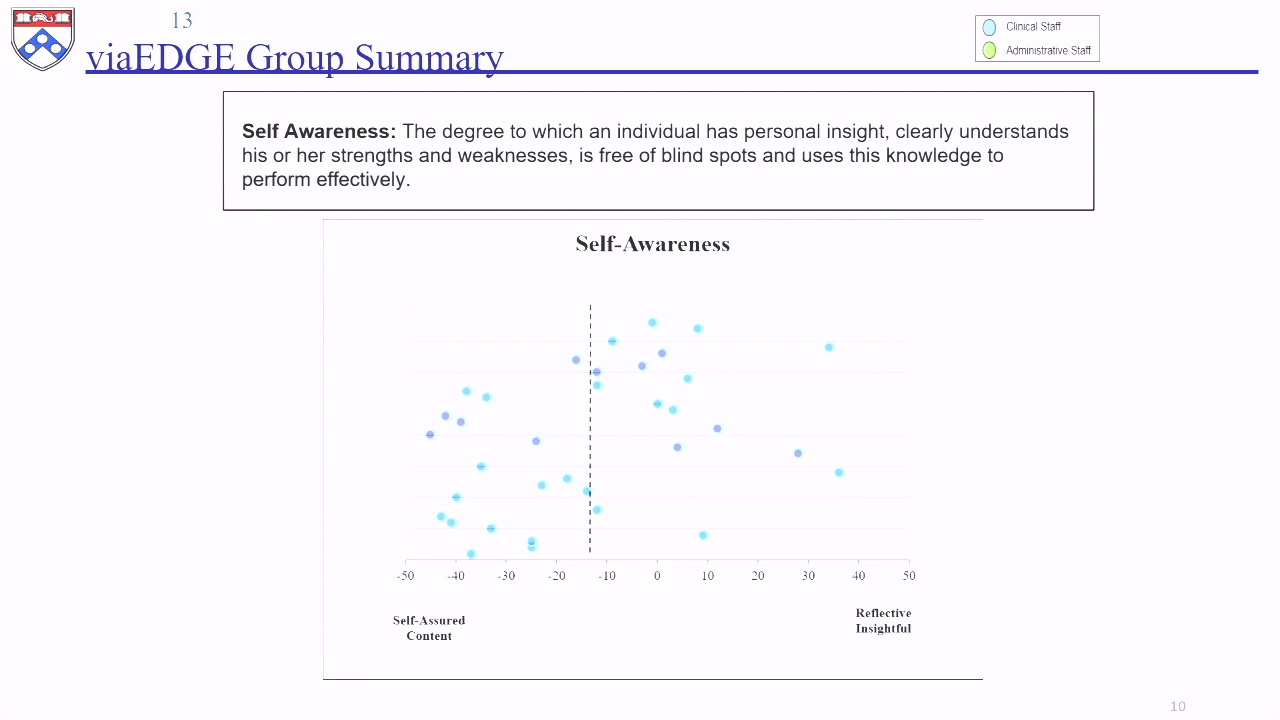 13
viaEDGE Group Summary
Clinical Staff
Administrative Staff
Self Awareness: The degree to which an individual has personal insight, clearly understands
his or her strengths and weaknesses, is free of blind spots and uses this knowledge to
perform effectively.
Self-Awareness
-50 -40 -30 -20 -10 0 10 20 30 40 50
Self-Assured
Content
Reflective
Insightful
10